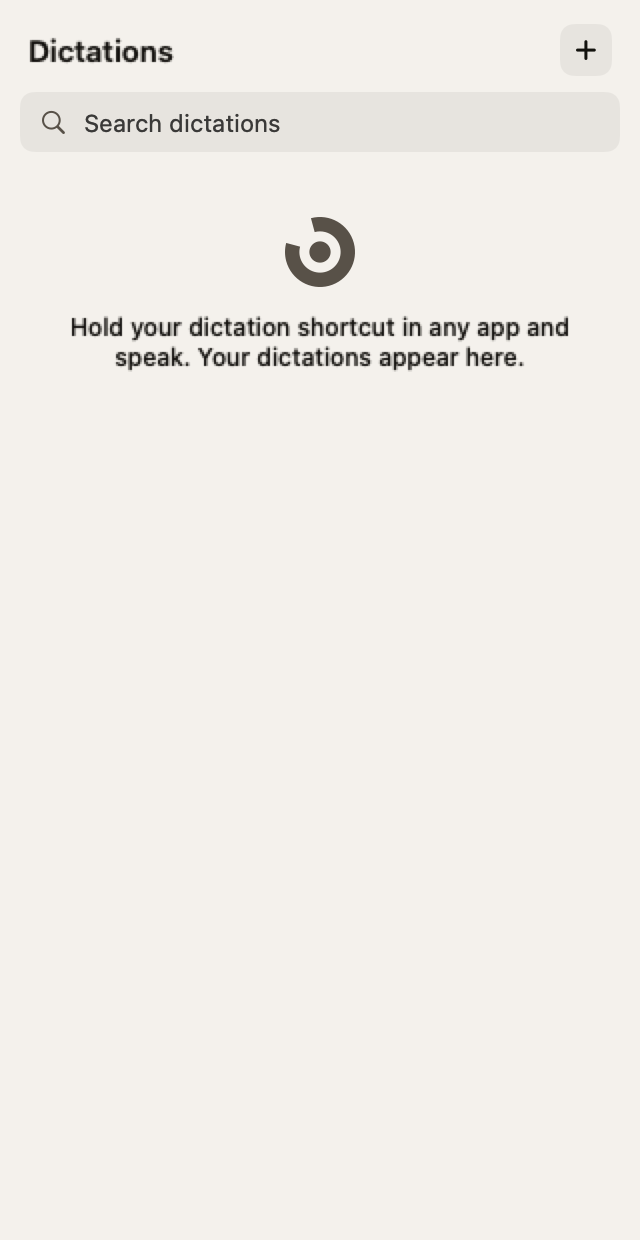 Dictations
Search dictations
Hold your dictation shortcut in any app and
speak. Your dictations appear here.